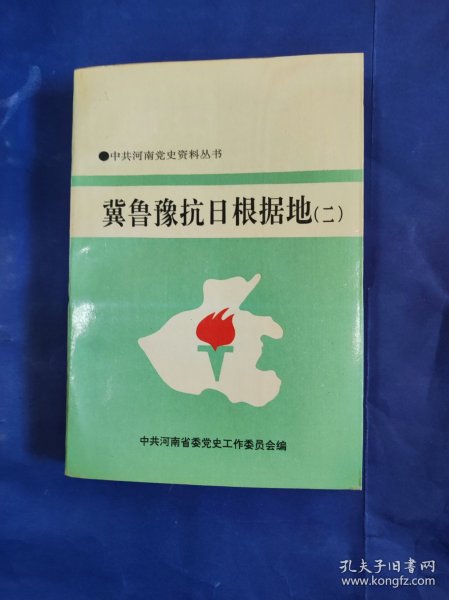 ●中共河南党史资料丛书
冀鲁豫抗日根据地(二)
中共河南省委党史工作委员会编
孔夫子旧书网
www.kongfz.com